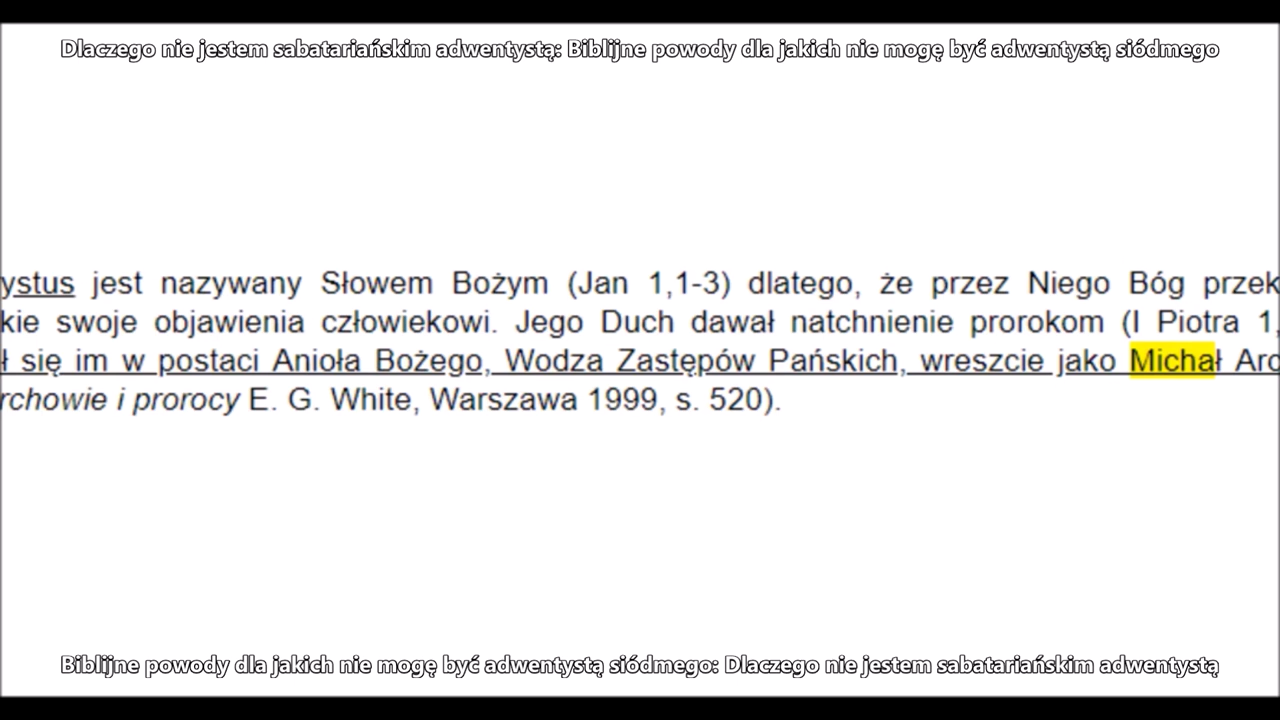 Dlaczego nie jestem sabatariańskim adwentystą: Biblijne powody dla jakich nie mogę być adwentystą siódmego
ystus jest nazywany Słowem Bożym (Jan 1,1-3) dlatego, że przez Niego Bóg przek
kie swoje objawienia człowiekowi. Jego Duch dawał natchnienie prorokom (I Piotra 1,
ł się im w postaci Anioła Bożego, Wodza Zastępów Pańskich, wreszcie jako Michał Arc
rchowie i prorocy E. G. White, Warszawa 1999, s. 520).
Biblijne powody dla jakich nie mogę być adwentystą siódmego: Dlaczego nie jestem sabatariańskim adwentystą